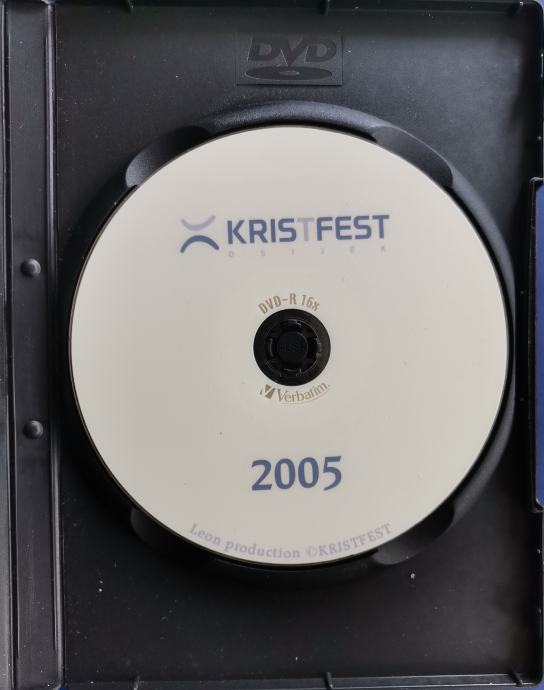 DVD
KRISTFEST
OSIJEK
DVD-R 16x
Verbatim.
2005
Leon production ©KRISTFEST